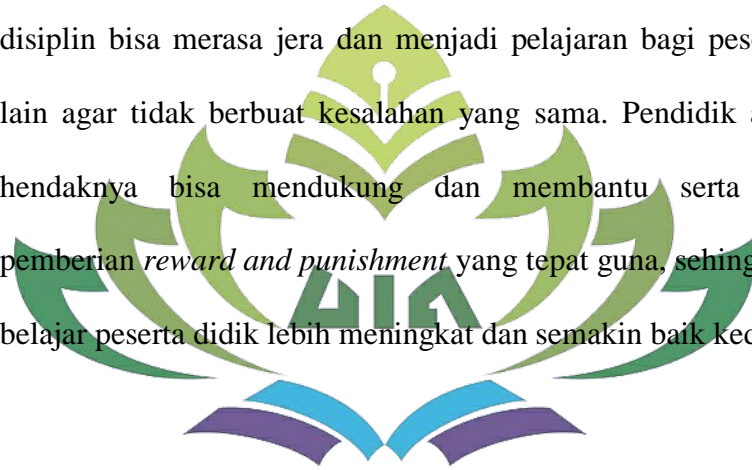 disiplin bisa merasa jera dan menjadi pelajaran bagi pese
lain agar tidak berbuat kesalahan yang sama. Pendidik a
hendaknya bisa mendukung dan membantu serta
pemberian reward and punishment yang tepat guna, sehing
belajar peserta didik lebih meningkat dan semakin baik ked
UIA